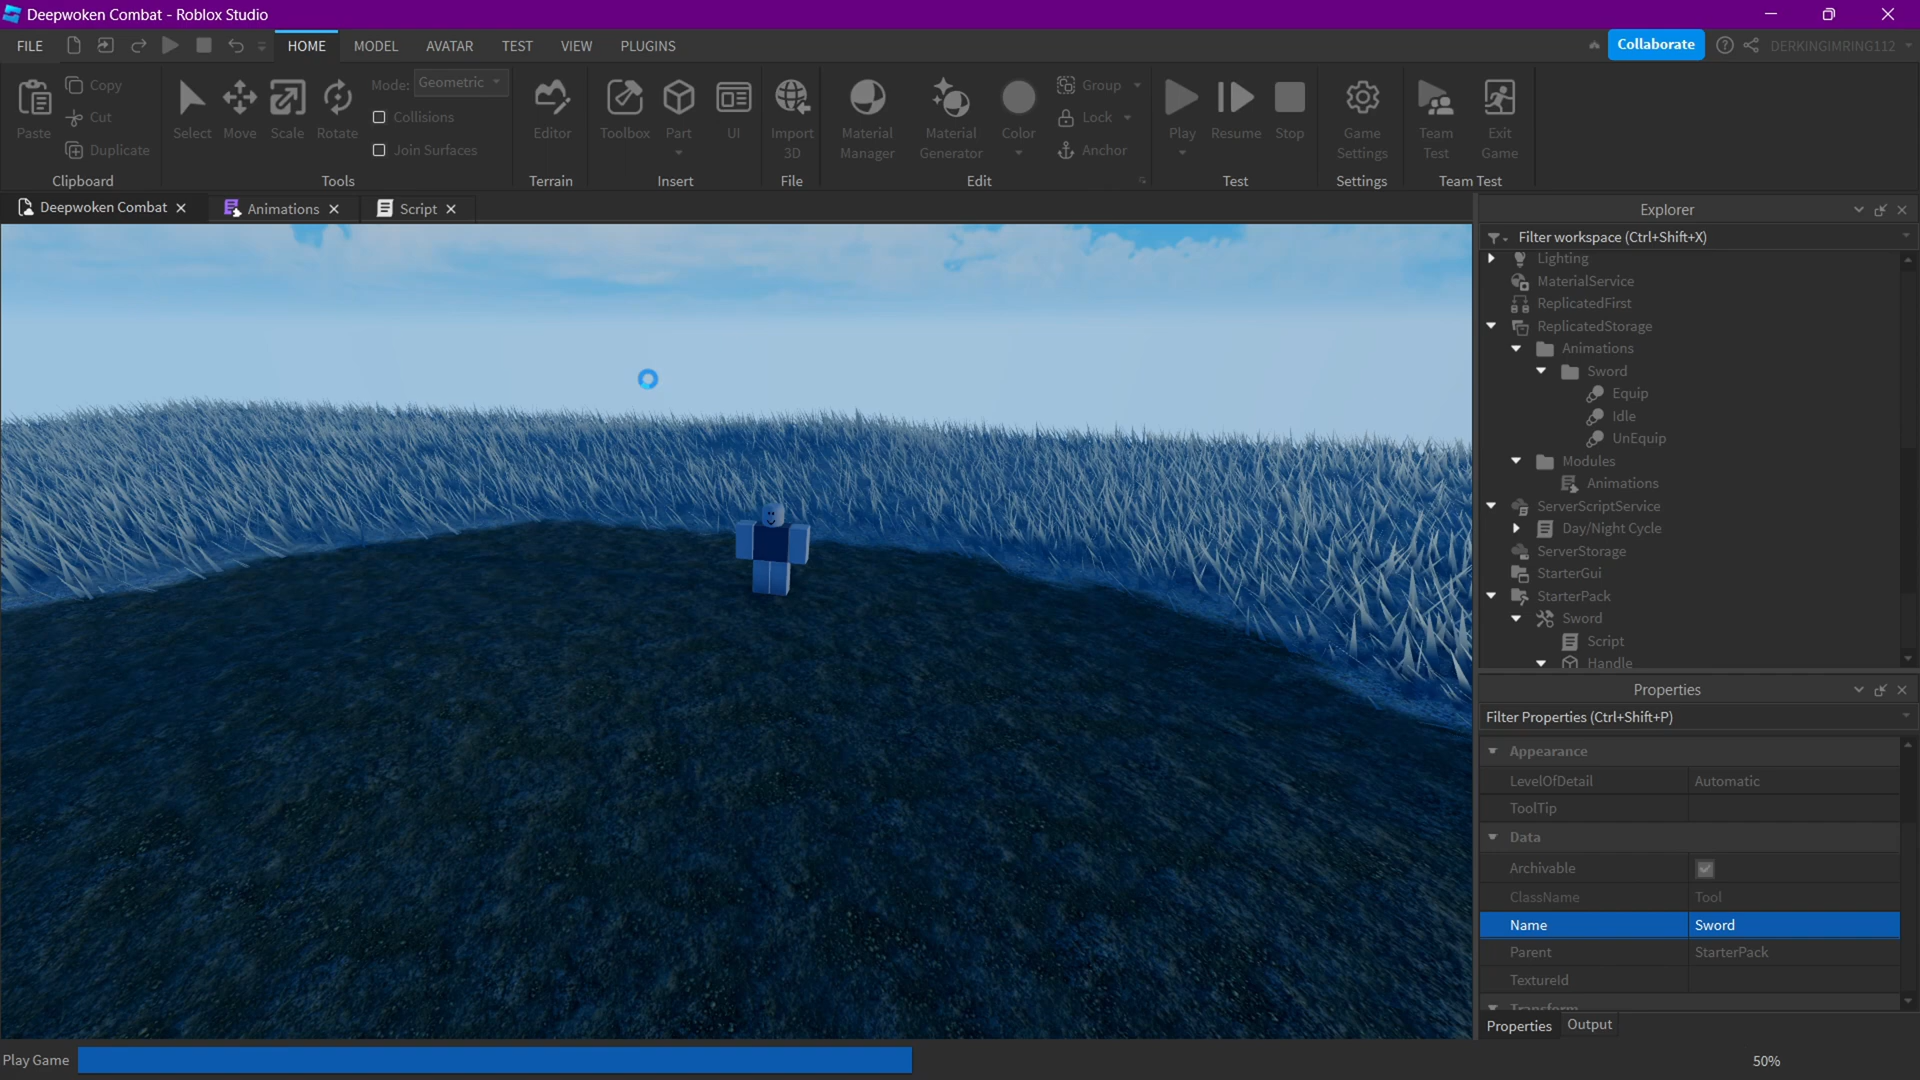 Deepwoken Combat - Roblox Studio
FILE HOME MODEL AVATAR TEST VIEW PLUGINS Collaborate DERKINGIMRING112
Paste
Copy
Cut
Duplicate
Clipboard
Select Move Scale Rotate
Mode: Geometric
Collisions
Join Surfaces
Tools
Editor
Terrain
Toolbox Part UI
Insert
Import
3D
File
Material
Manager
Material
Generator
Color
Group
Lock
Anchor
Edit
Play Resume Stop
Test
Game
Settings
Settings
Team
Test
Exit
Game
Team Test
Deepwoken Combat
Animations
Script
Explorer
Filter workspace (Ctrl+Shift+X)
Lighting
MaterialService
ReplicatedFirst
ReplicatedStorage
Animations
Sword
Equip
Idle
UnEquip
Modules
Animations
ServerScriptService
Day/Night Cycle
ServerStorage
StarterGui
StarterPack
Sword
Script
Handle
Properties
Filter Properties (Ctrl+Shift+P)
Appearance
LevelOfDetail Automatic
ToolTip
Data
Archivable
ClassName Tool
Name Sword
Parent StarterPack
TextureId
Transform
Properties Output
Play Game 50%